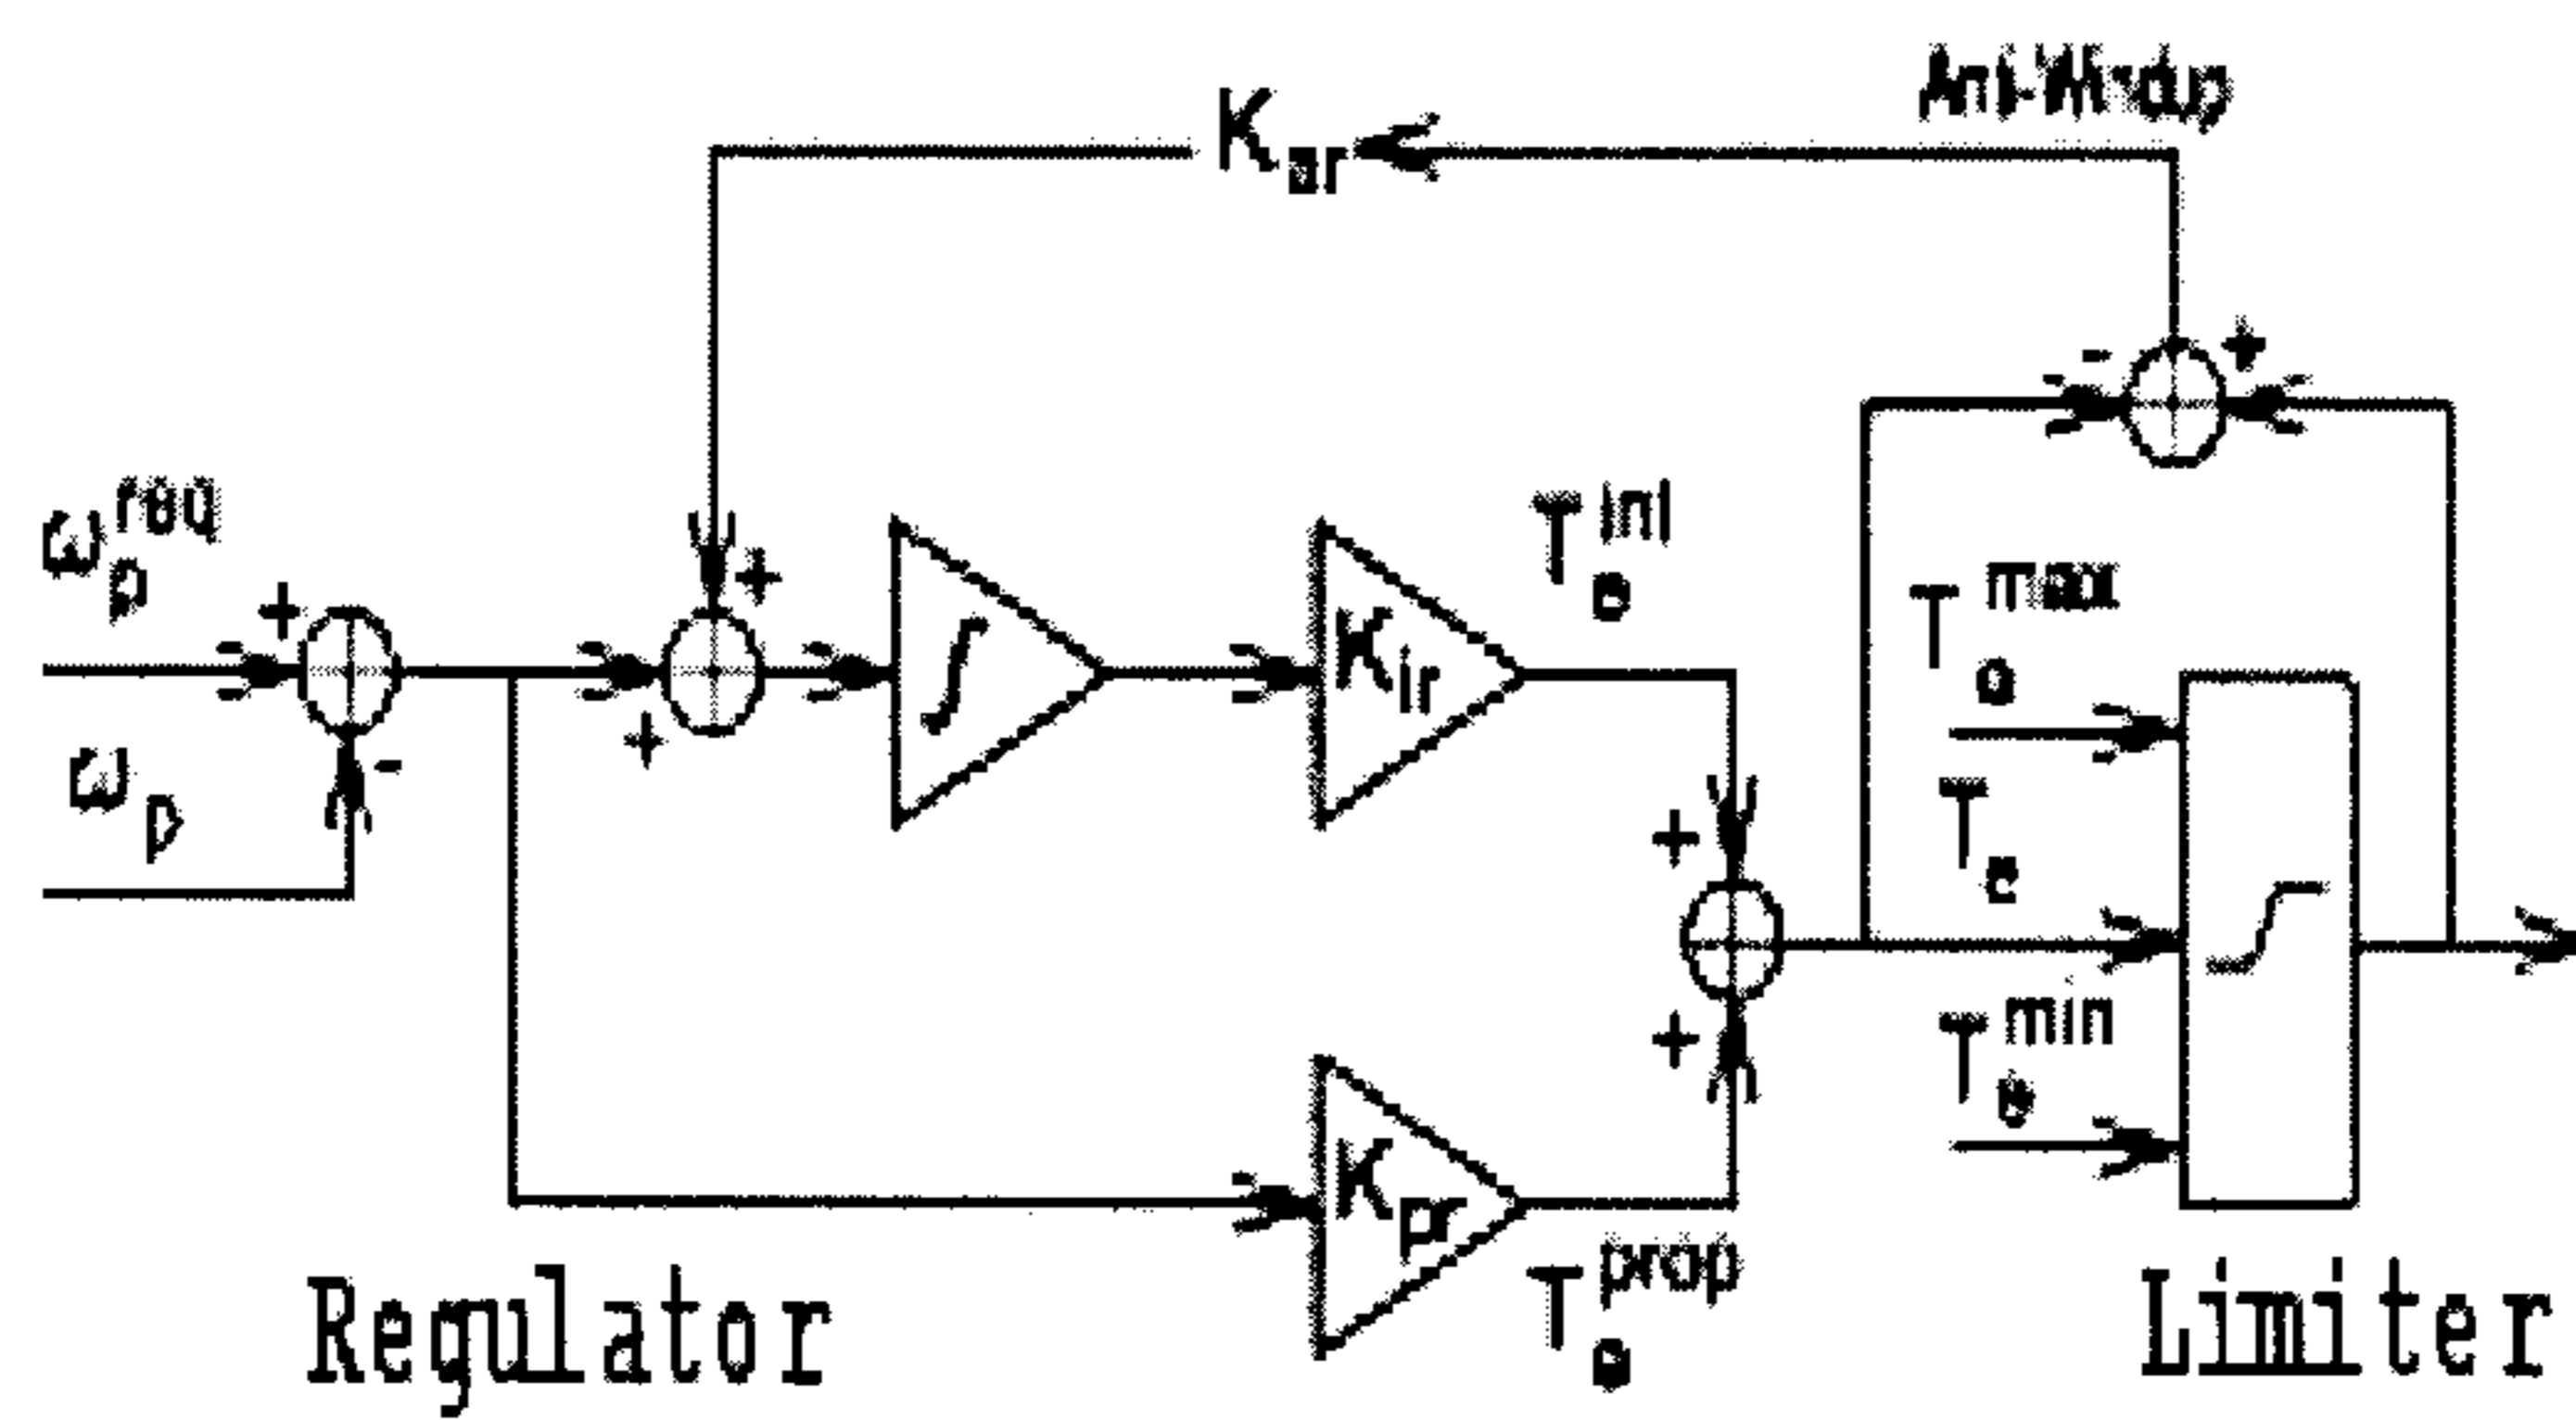 Anti-Windup
K_ar
ω_p^req
+
ω_p
-
+
+
∫
K_ir
T_e^int
-
+
T_e^max
T_e
T_e^min
+
+
K_pr
T_e^prop
Regulator
Limiter